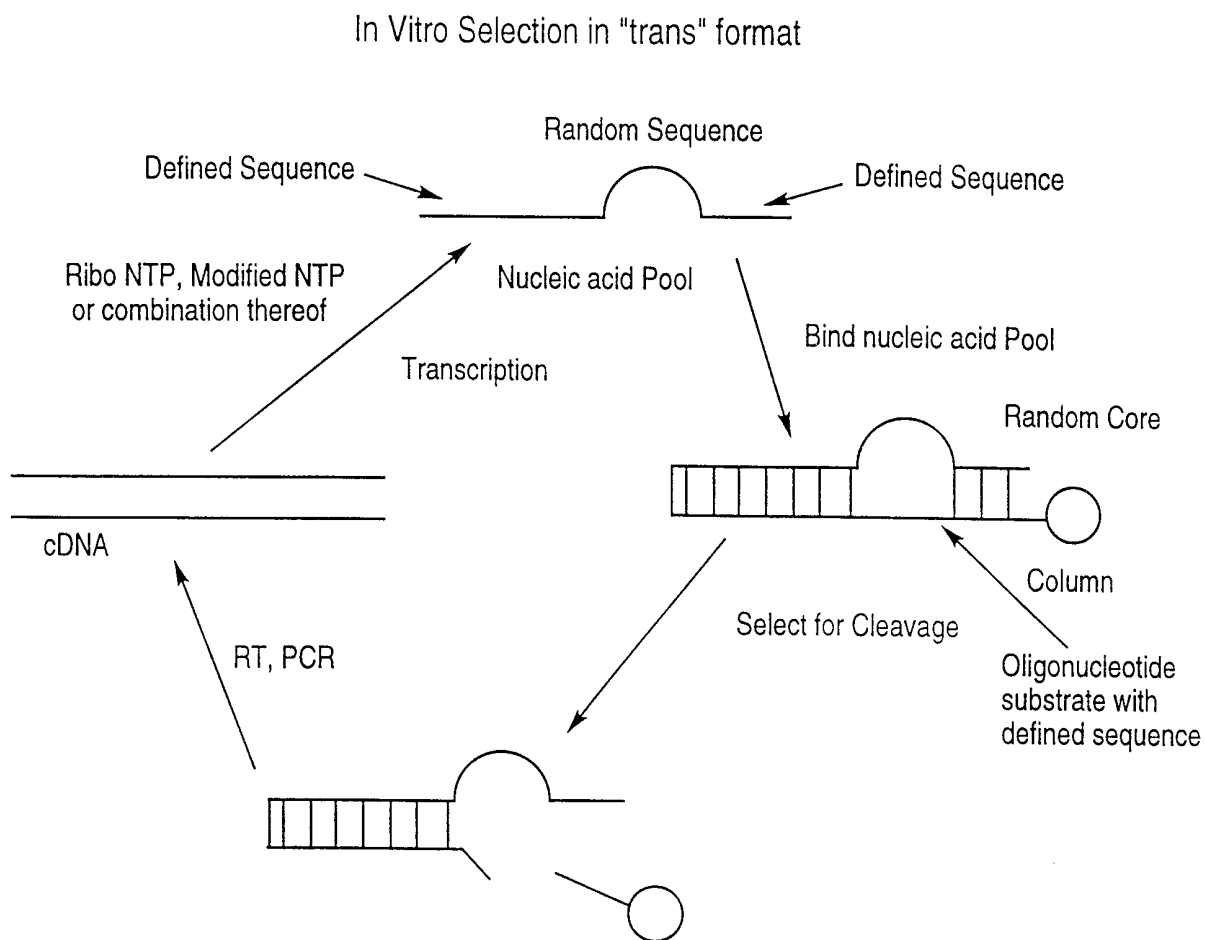 In Vitro Selection in "trans" format
Random Sequence
Defined Sequence
Defined Sequence
Ribo NTP, Modified NTP
or combination thereof
Nucleic acid Pool
Bind nucleic acid Pool
Transcription
Random Core
cDNA
Column
Select for Cleavage
RT, PCR
Oligonucleotide
substrate with
defined sequence